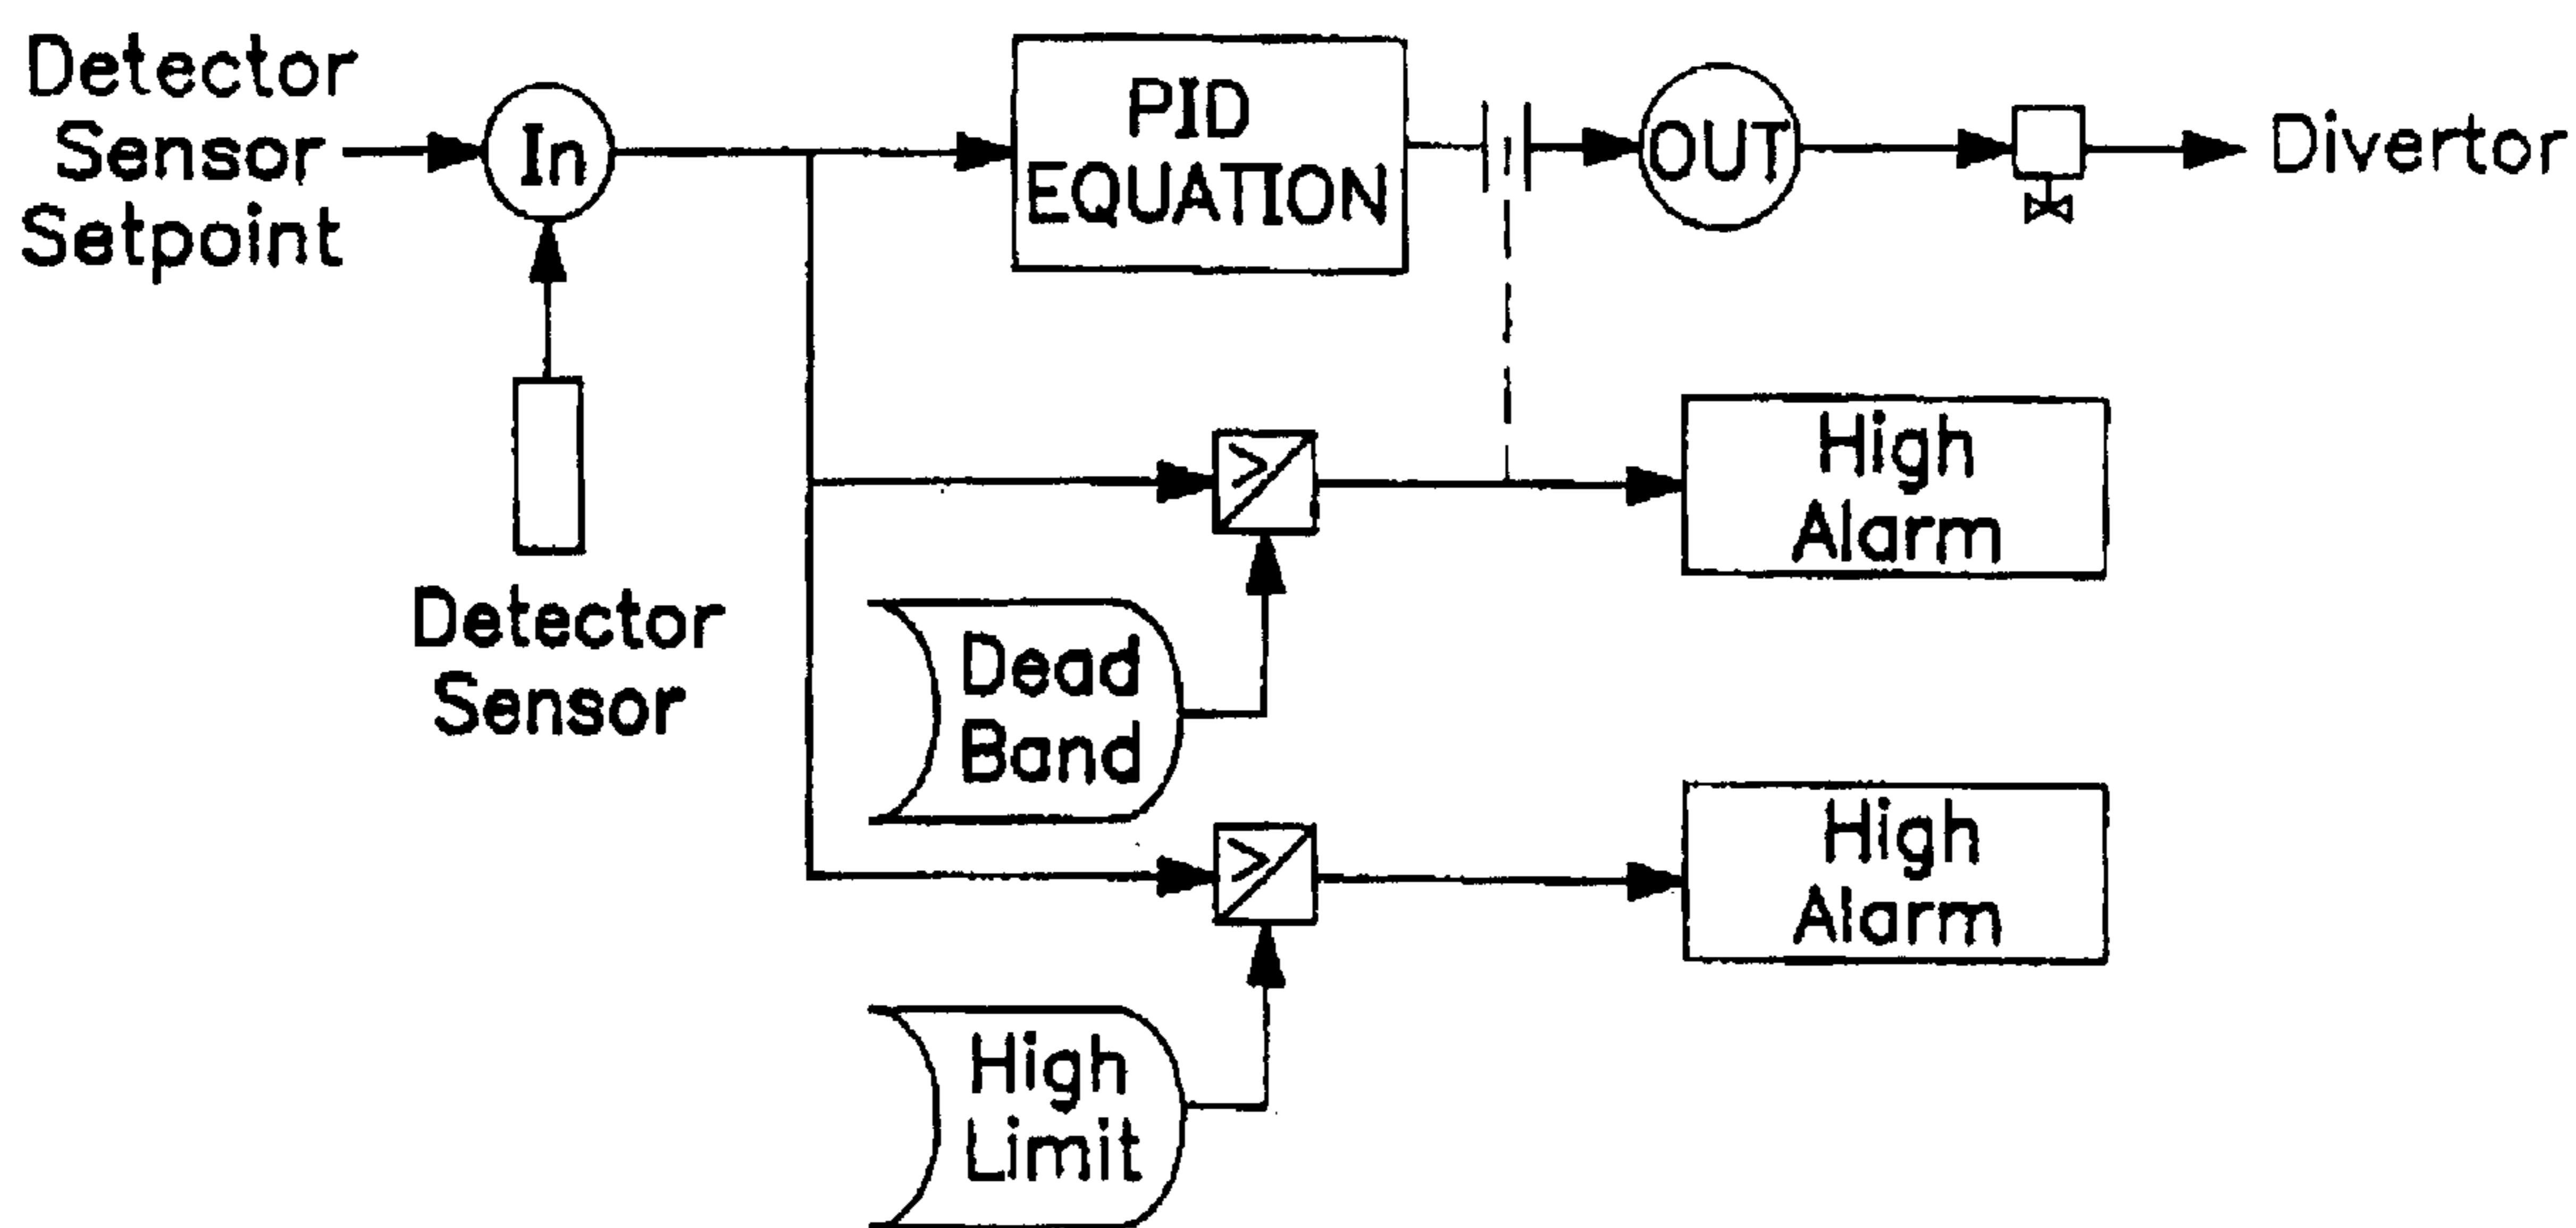 Detector
Sensor
Setpoint
In
PID
EQUATION
OUT
Divertor
Detector
Sensor
>
High
Alarm
Dead
Band
>
High
Alarm
High
Limit